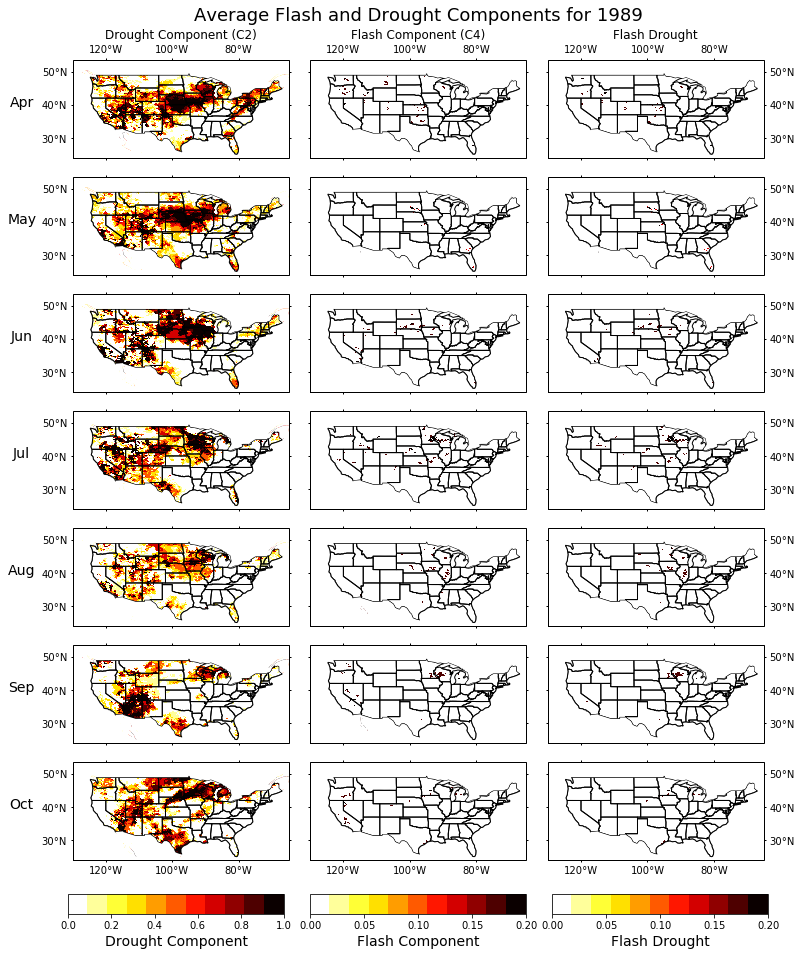 Average Flash and Drought Components for 1989
Drought Component (C2) Flash Component (C4) Flash Drought
120°W 100°W 80°W 120°W 100°W 80°W 120°W 100°W 80°W
50°N 50°N
Apr 40°N 40°N
30°N 30°N
50°N 50°N
May 40°N 40°N
30°N 30°N
50°N 50°N
Jun 40°N 40°N
30°N 30°N
50°N 50°N
Jul 40°N 40°N
30°N 30°N
50°N 50°N
Aug 40°N 40°N
30°N 30°N
50°N 50°N
Sep 40°N 40°N
30°N 30°N
50°N 50°N
Oct 40°N 40°N
30°N 30°N
120°W 100°W 80°W 120°W 100°W 80°W 120°W 100°W 80°W
0.0 0.2 0.4 0.6 0.8 1.0 0.00 0.05 0.10 0.15 0.20 0.00 0.05 0.10 0.15 0.20
Drought Component Flash Component Flash Drought